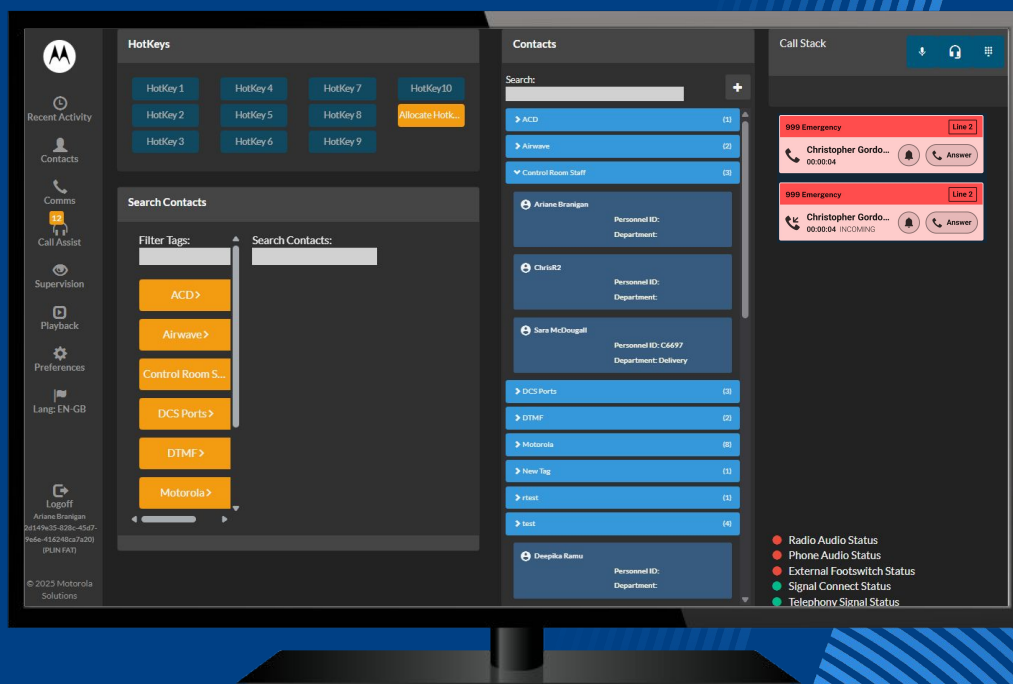 Recent Activity
Contacts
Comms
12
Call Assist
Supervision
Playback
Preferences
Lang: EN-GB
Logoff
Ariane Branigan
2d149e35-828c-45d7-
9e6e-416248ca7a20)
(PLIN FAT)
© 2025 Motorola
Solutions
HotKeys
HotKey 1
HotKey 4
HotKey 7
HotKey10
HotKey 2
HotKey 5
HotKey 8
Allocate Hotk...
HotKey 3
HotKey 6
HotKey 9
Search Contacts
Filter Tags:
Search Contacts:
ACD >
Airwave >
Control Room S...
DCS Ports >
DTMF >
Motorola >
Contacts
Search:
+
ACD (1)
Airwave (2)
Control Room Staff (3)
Ariane Branigan
Personnel ID:
Department:
ChrisR2
Personnel ID:
Department:
Sara McDougall
Personnel ID: C6697
Department: Delivery
DCS Ports (3)
DTMF (2)
Motorola (8)
New Tag (1)
rtest (1)
test (4)
Deepika Ramu
Personnel ID:
Department:
Call Stack
999 Emergency Line 2
Christopher Gordo...
00:00:04
Answer
999 Emergency Line 2
Christopher Gordo...
00:00:04 INCOMING
Answer
Radio Audio Status
Phone Audio Status
External Footswitch Status
Signal Connect Status
Telephony Signal Status